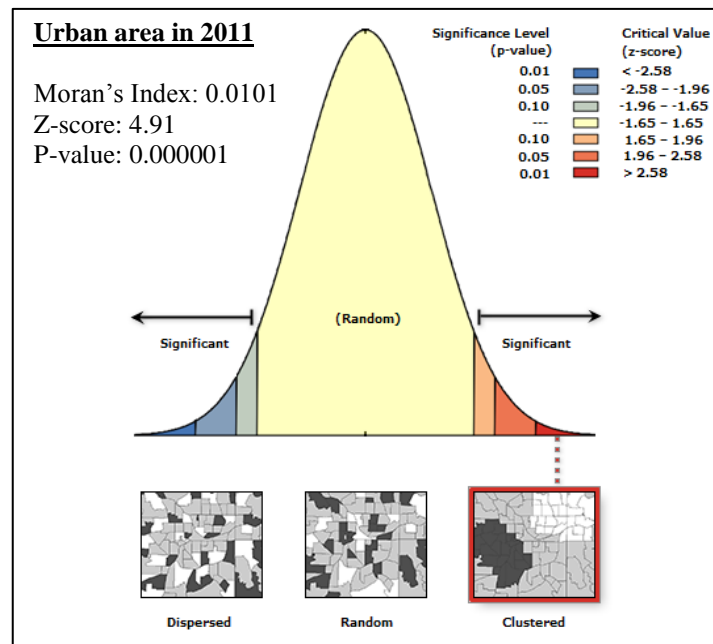 Urban area in 2011
Moran's Index: 0.0101
Z-score: 4.91
P-value: 0.000001
Significance Level Critical Value
(p-value) (z-score)
0.01 < -2.58
0.05 -2.58 – -1.96
0.10 -1.96 – -1.65
--- -1.65 – 1.65
0.10 1.65 – 1.96
0.05 1.96 – 2.58
0.01 > 2.58
(Random)
Significant Significant
Dispersed Random Clustered